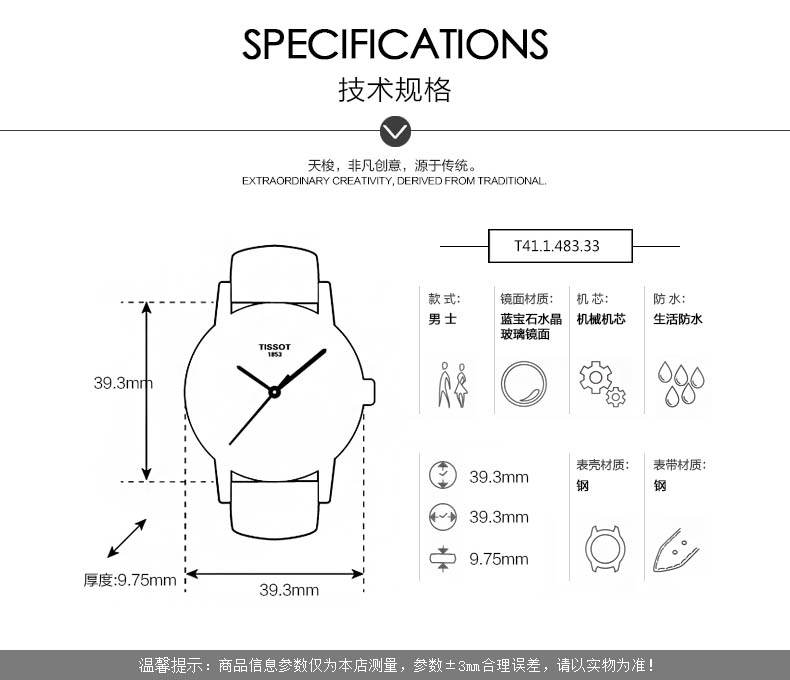 SPECIFICATIONS
技术规格
天梭，非凡创意，源于传统。
EXTRAORDINARY CREATIVITY, DERIVED FROM TRADITIONAL.
T41.1.483.33
款 式：
男 士
镜面材质：
蓝宝石水晶
玻璃镜面
机 芯：
机械机芯
防 水：
生活防水
TISSOT
1853
39.3mm
厚度:9.75mm
39.3mm
39.3mm
39.3mm
9.75mm
表壳材质：
钢
表带材质：
钢
温馨提示：商品信息参数仅为本店测量，参数±3mm合理误差，请以实物为准！